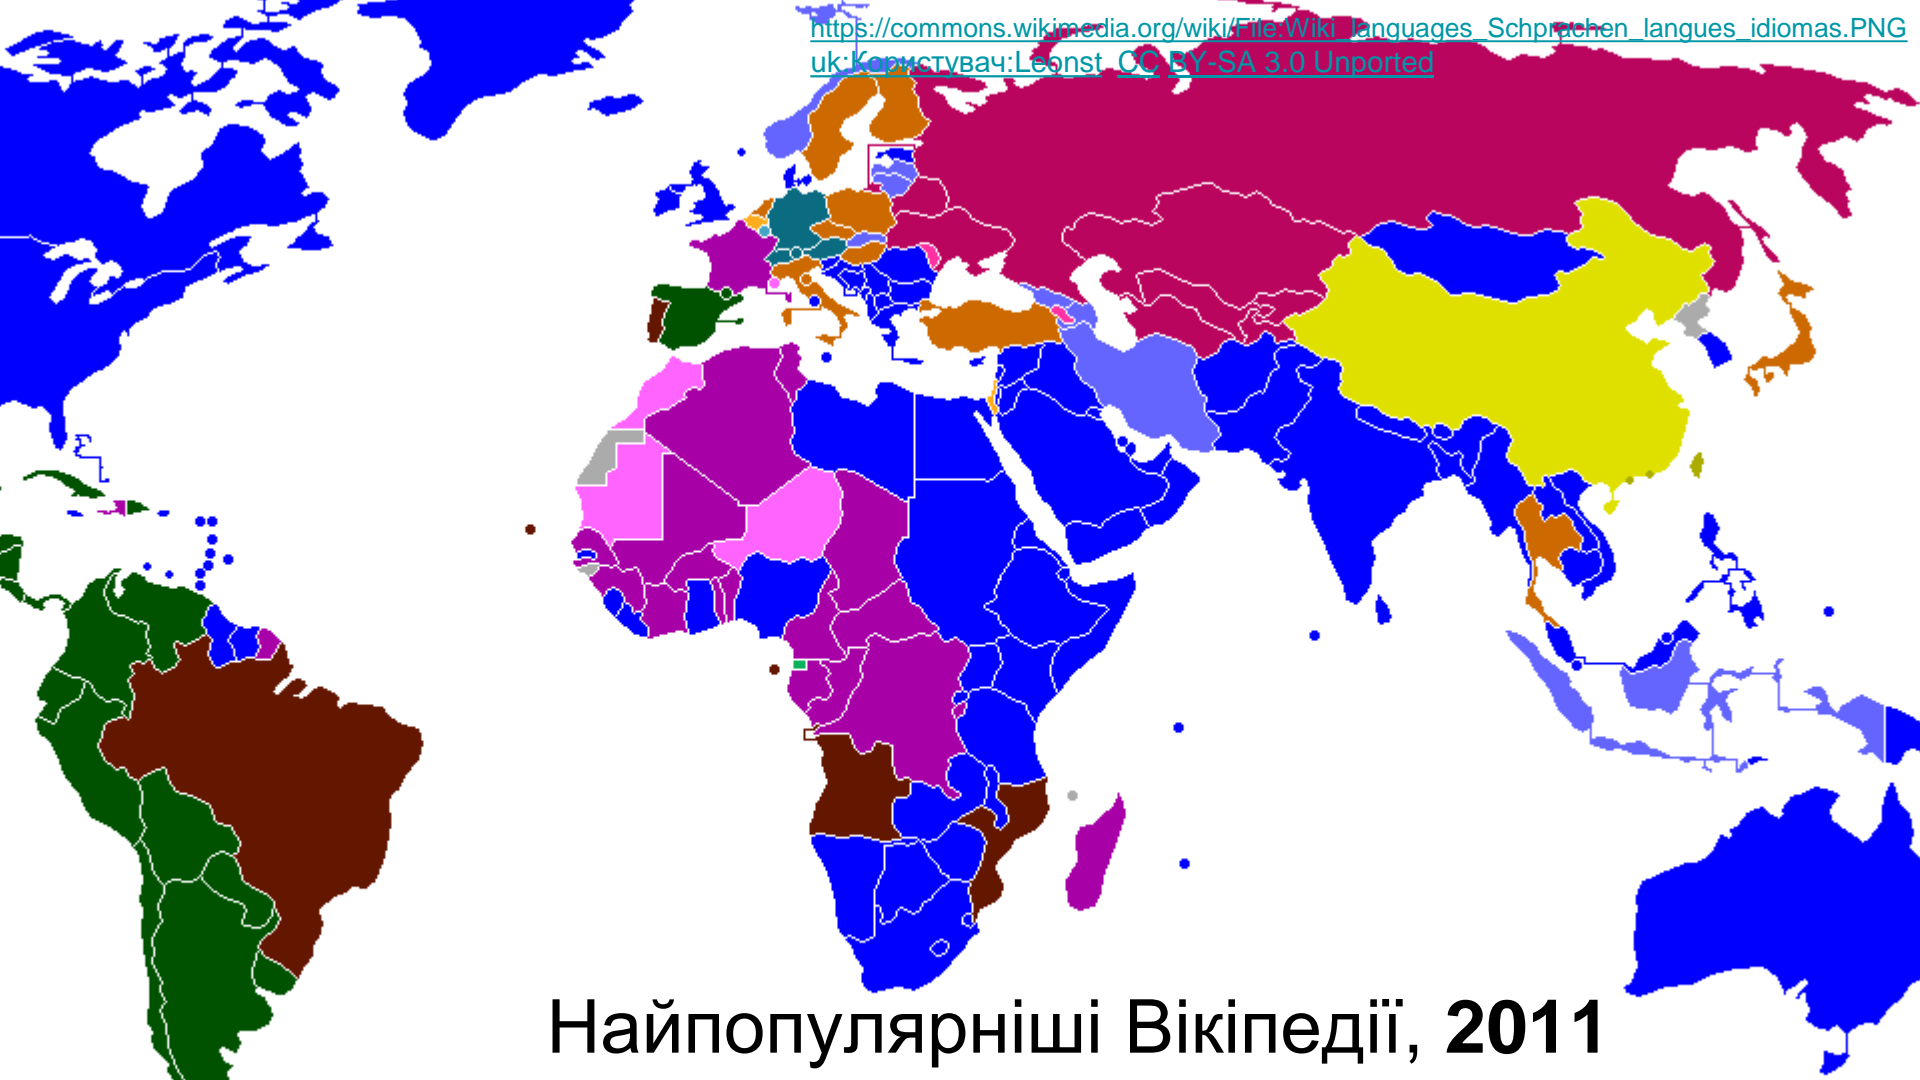 https://commons.wikimedia.org/wiki/File:Wiki_languages_Schprachen_langues_idiomas.PNG
uk:Користувач:Leonst CC BY-SA 3.0 Unported
Найпопулярніші Вікіпедії, 2011